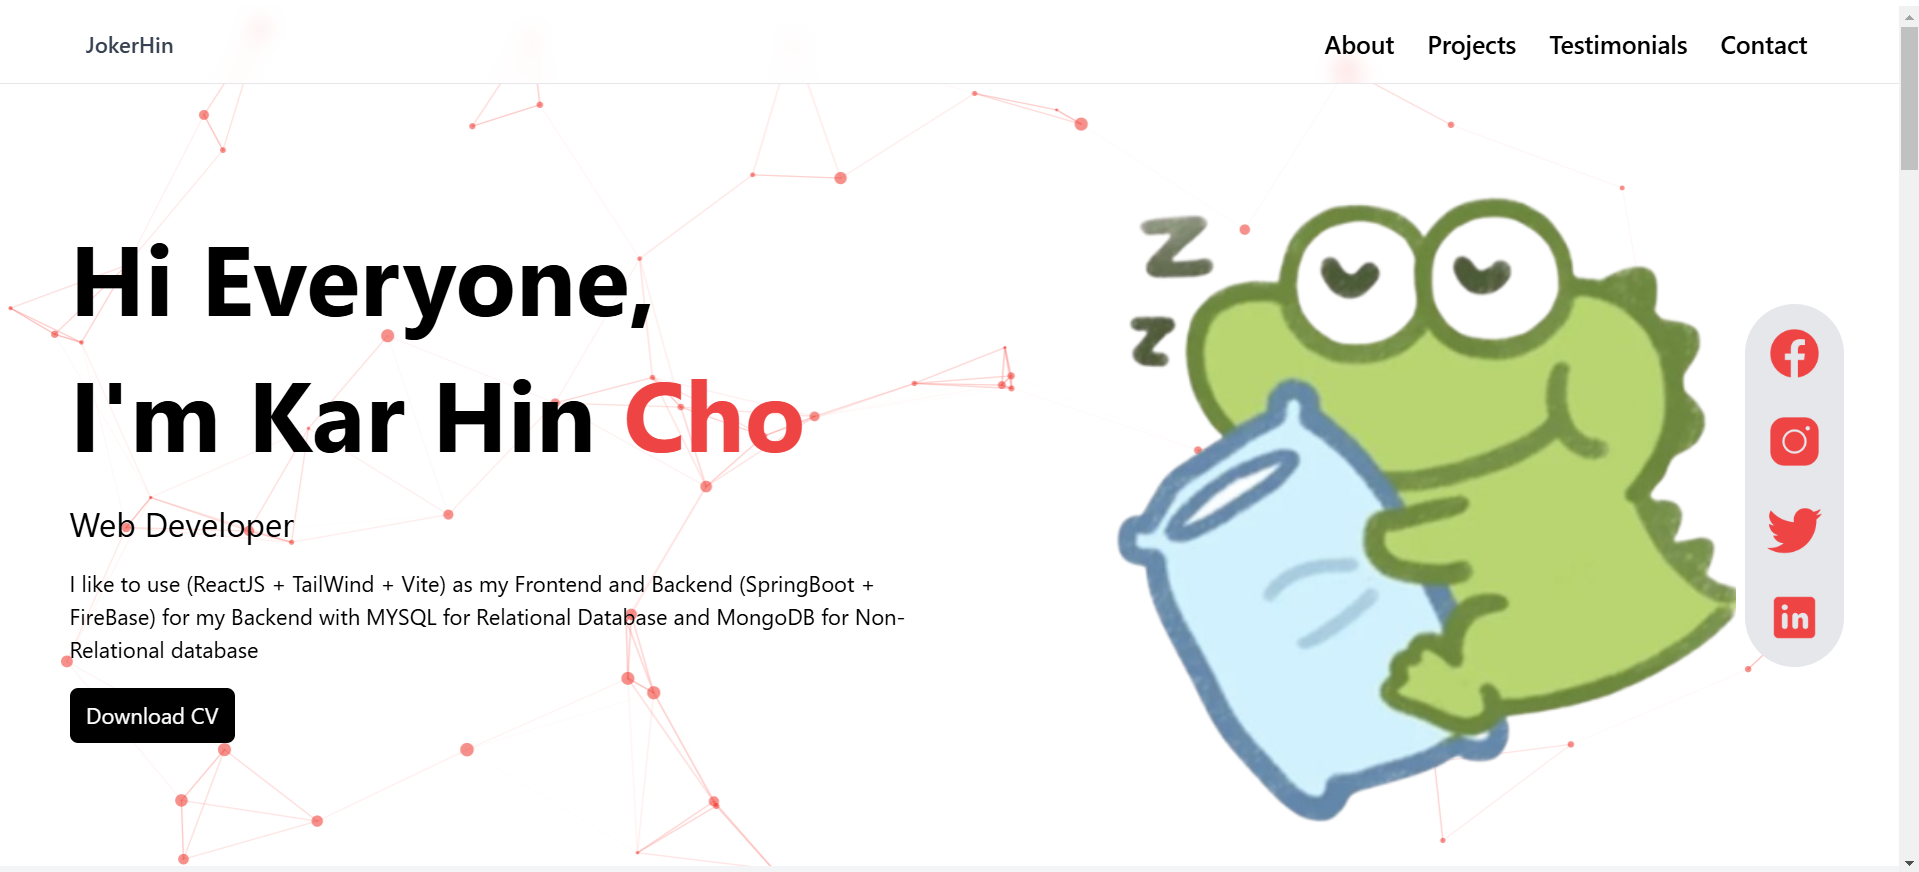 JokerHin
About Projects Testimonials Contact
Hi Everyone,
I'm Kar Hin Cho
Web Developer
I like to use (ReactJS + TailWind + Vite) as my Frontend and Backend (SpringBoot +
FireBase) for my Backend with MYSQL for Relational Database and MongoDB for Non-
Relational database
Download CV
z
z